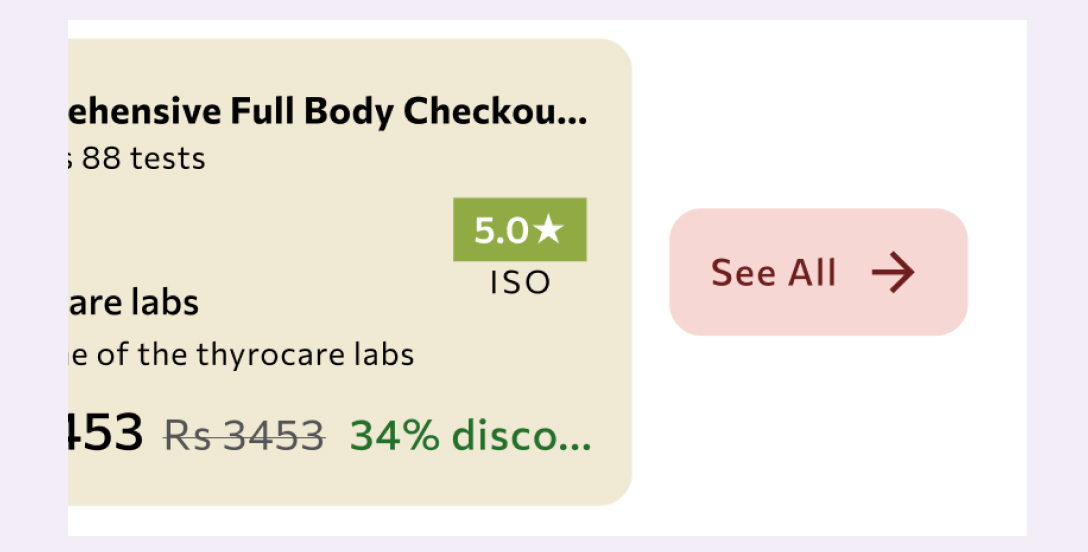 ehensive Full Body Checkou...
s 88 tests
5.0★
ISO
are labs
e of the thyrocare labs
453 Rs 3453 34% disco...
See All →